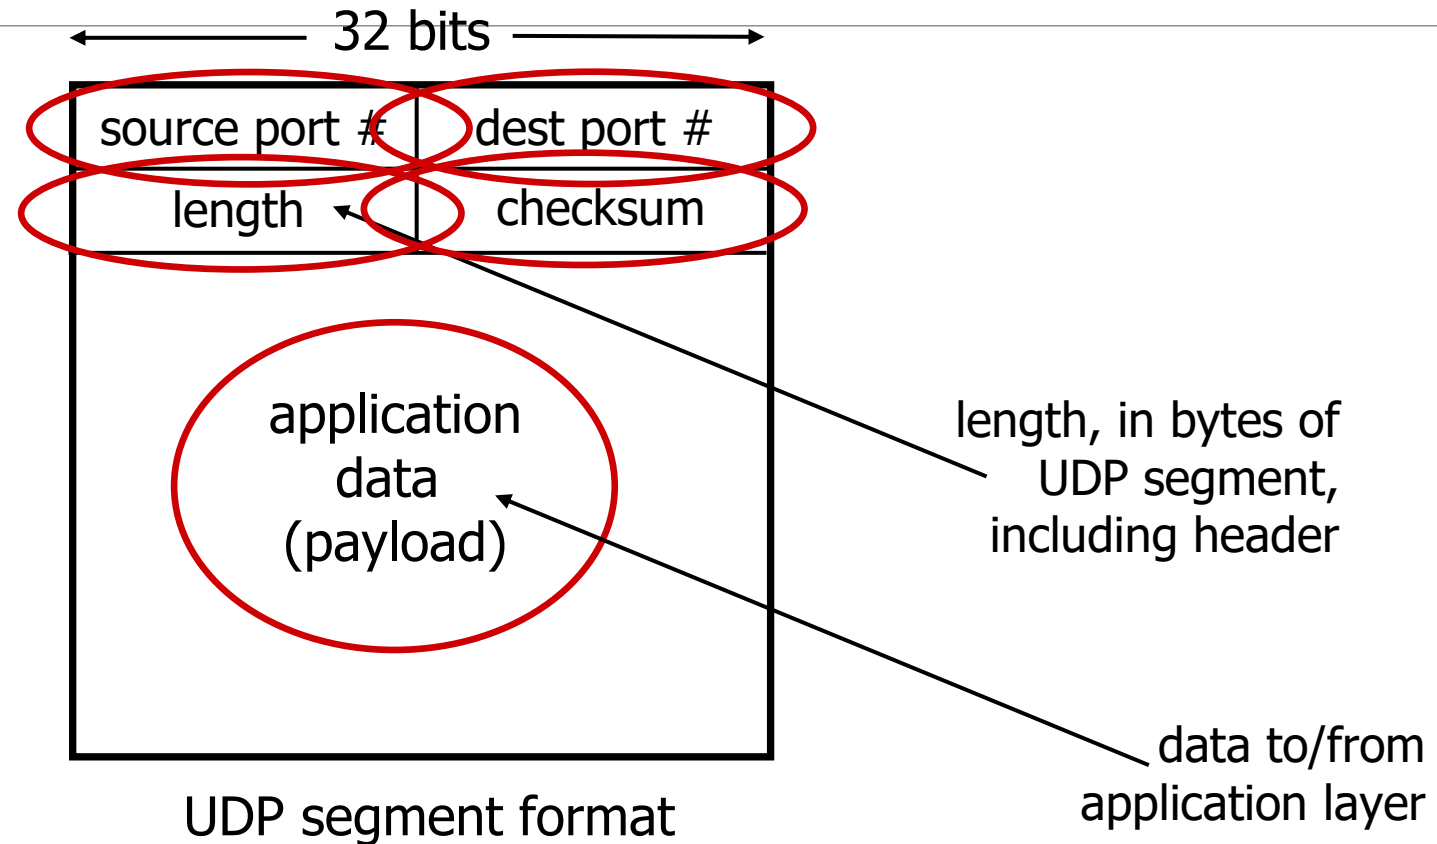 32 bits
source port #
dest port #
length
checksum
application
data
(payload)
length, in bytes of
UDP segment,
including header
data to/from
application layer
UDP segment format